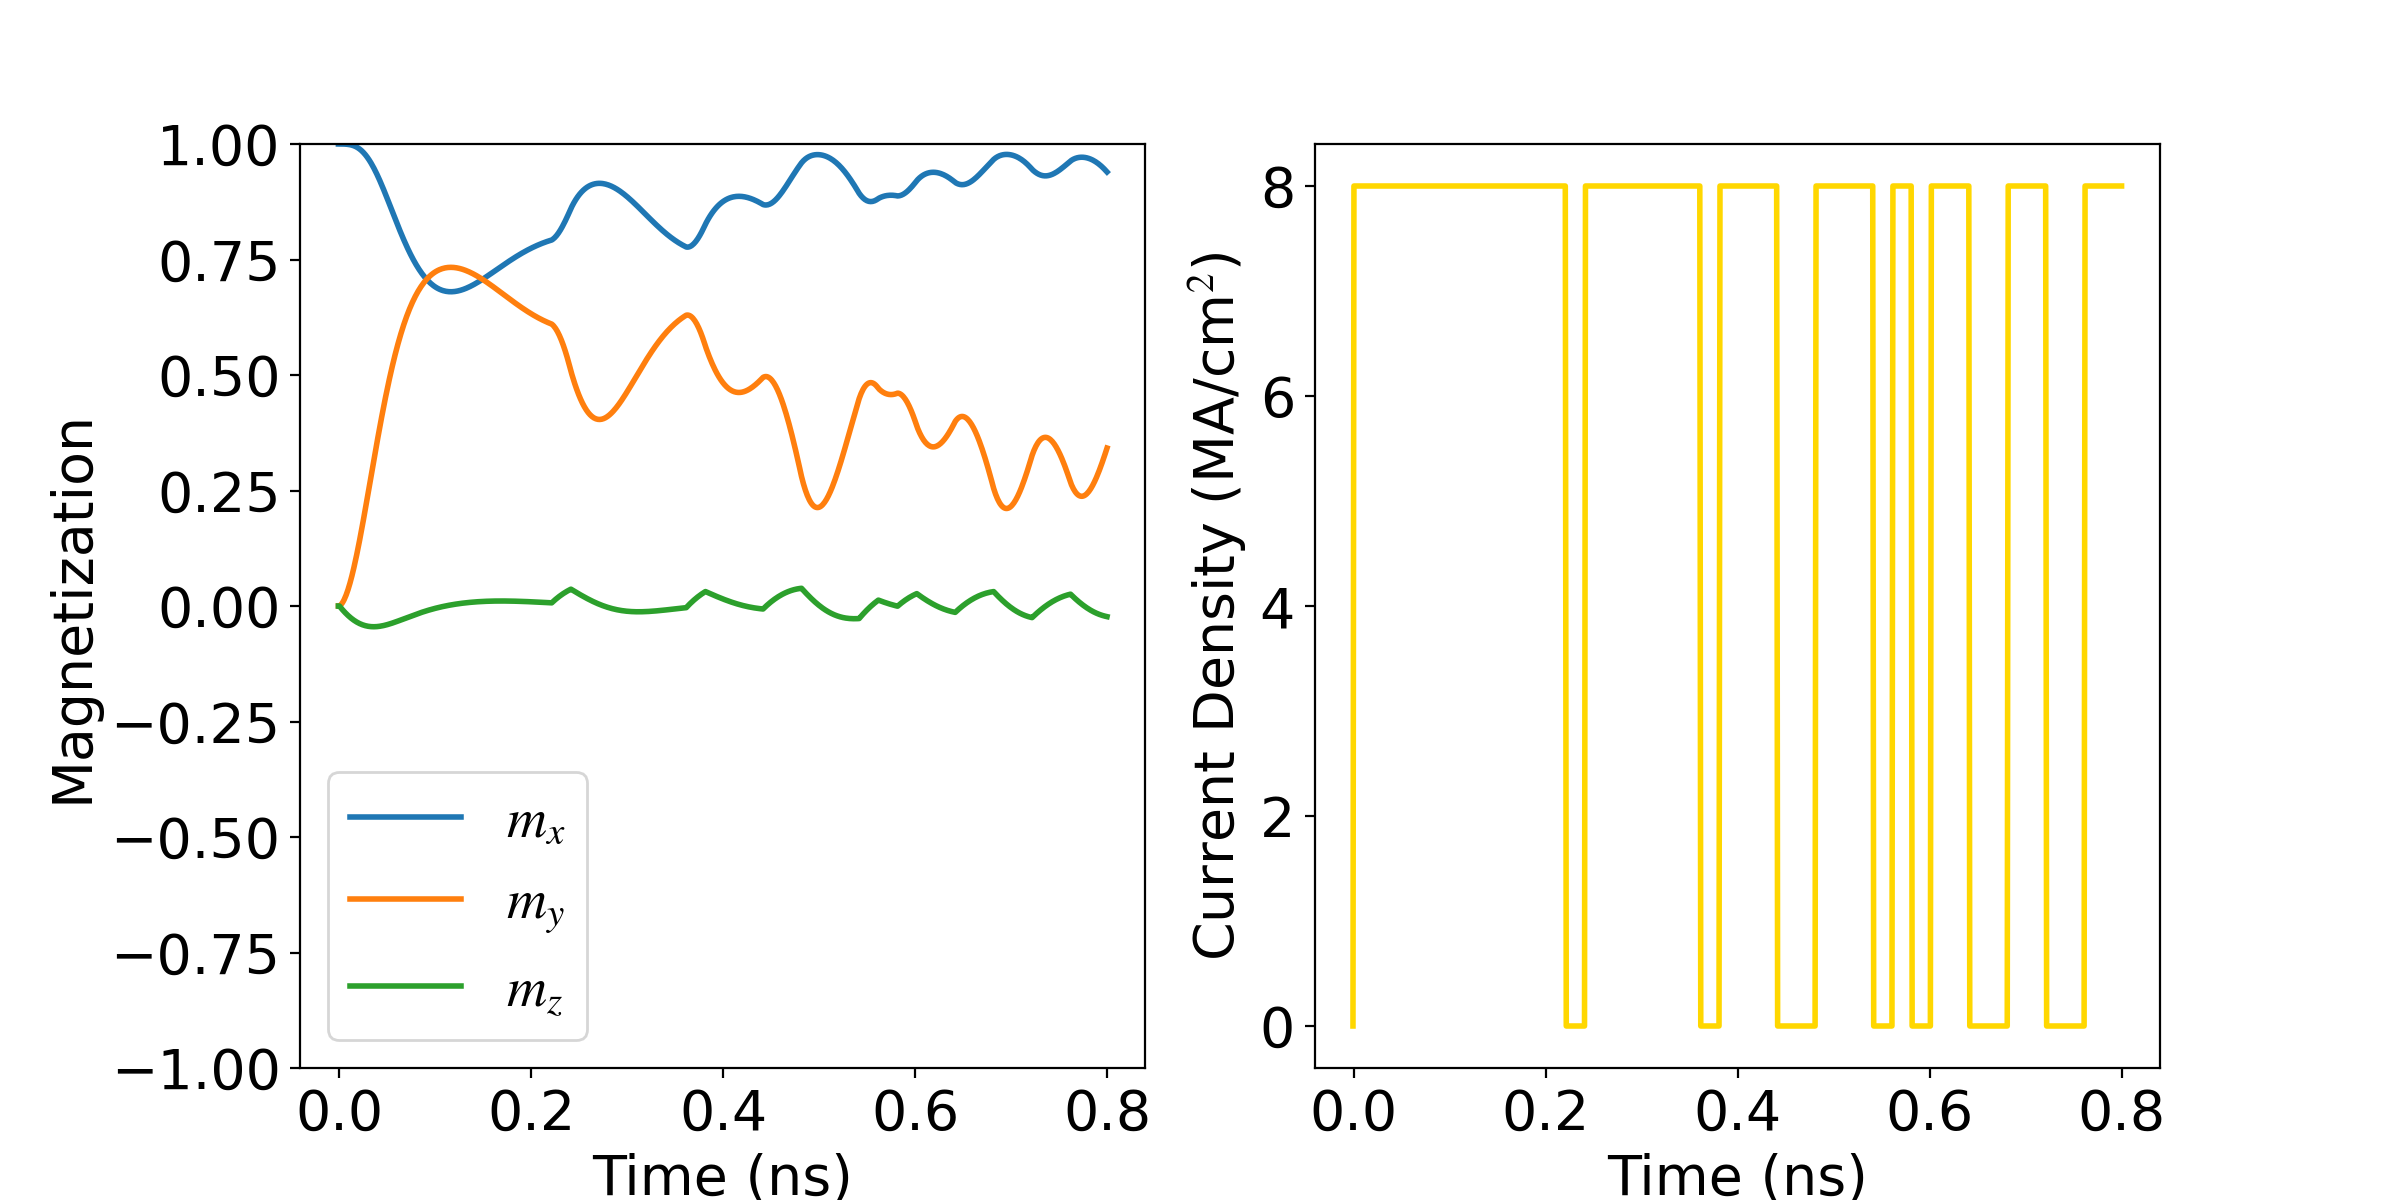 Magnetization
1.00
0.75
0.50
0.25
0.00
−0.25
−0.50
−0.75
−1.00
m_x
m_y
m_z
0.0 0.2 0.4 0.6 0.8
Time (ns)
Current Density (MA/cm²)
8
6
4
2
0
0.0 0.2 0.4 0.6 0.8
Time (ns)